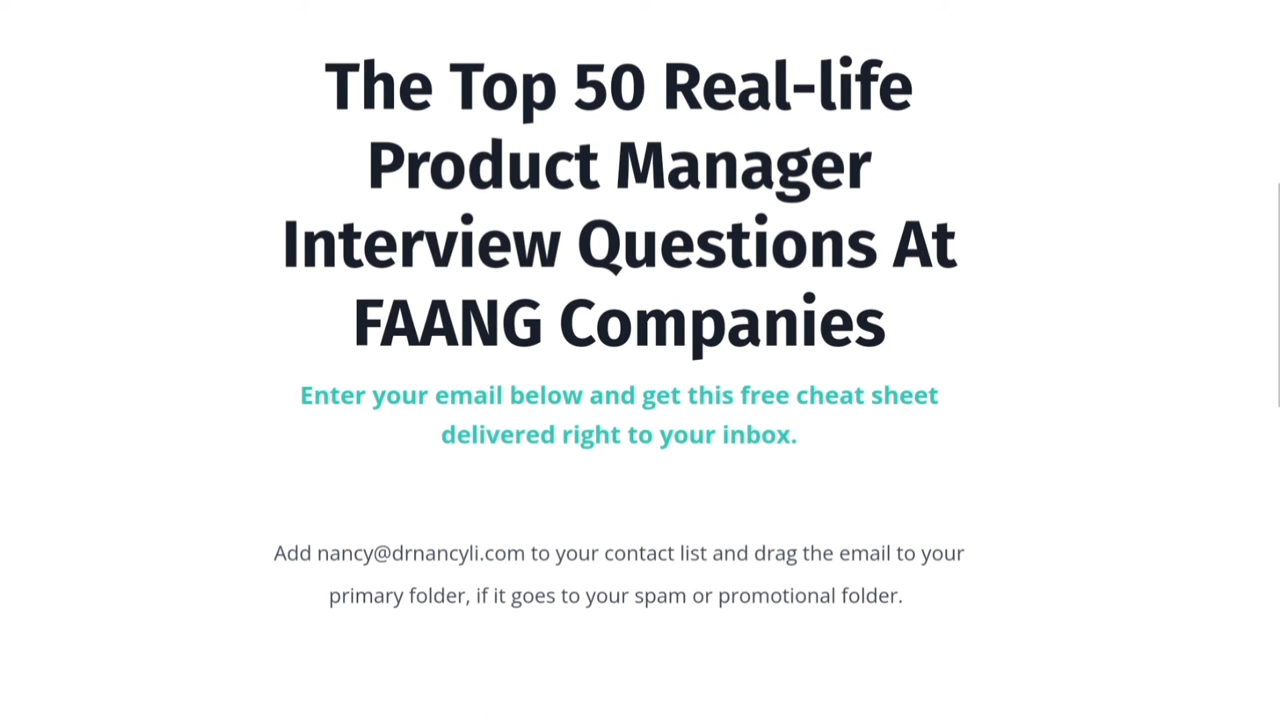 The Top 50 Real-life
Product Manager
Interview Questions At
FAANG Companies
Enter your email below and get this free cheat sheet
delivered right to your inbox.
Add nancy@drnancyli.com to your contact list and drag the email to your
primary folder, if it goes to your spam or promotional folder.